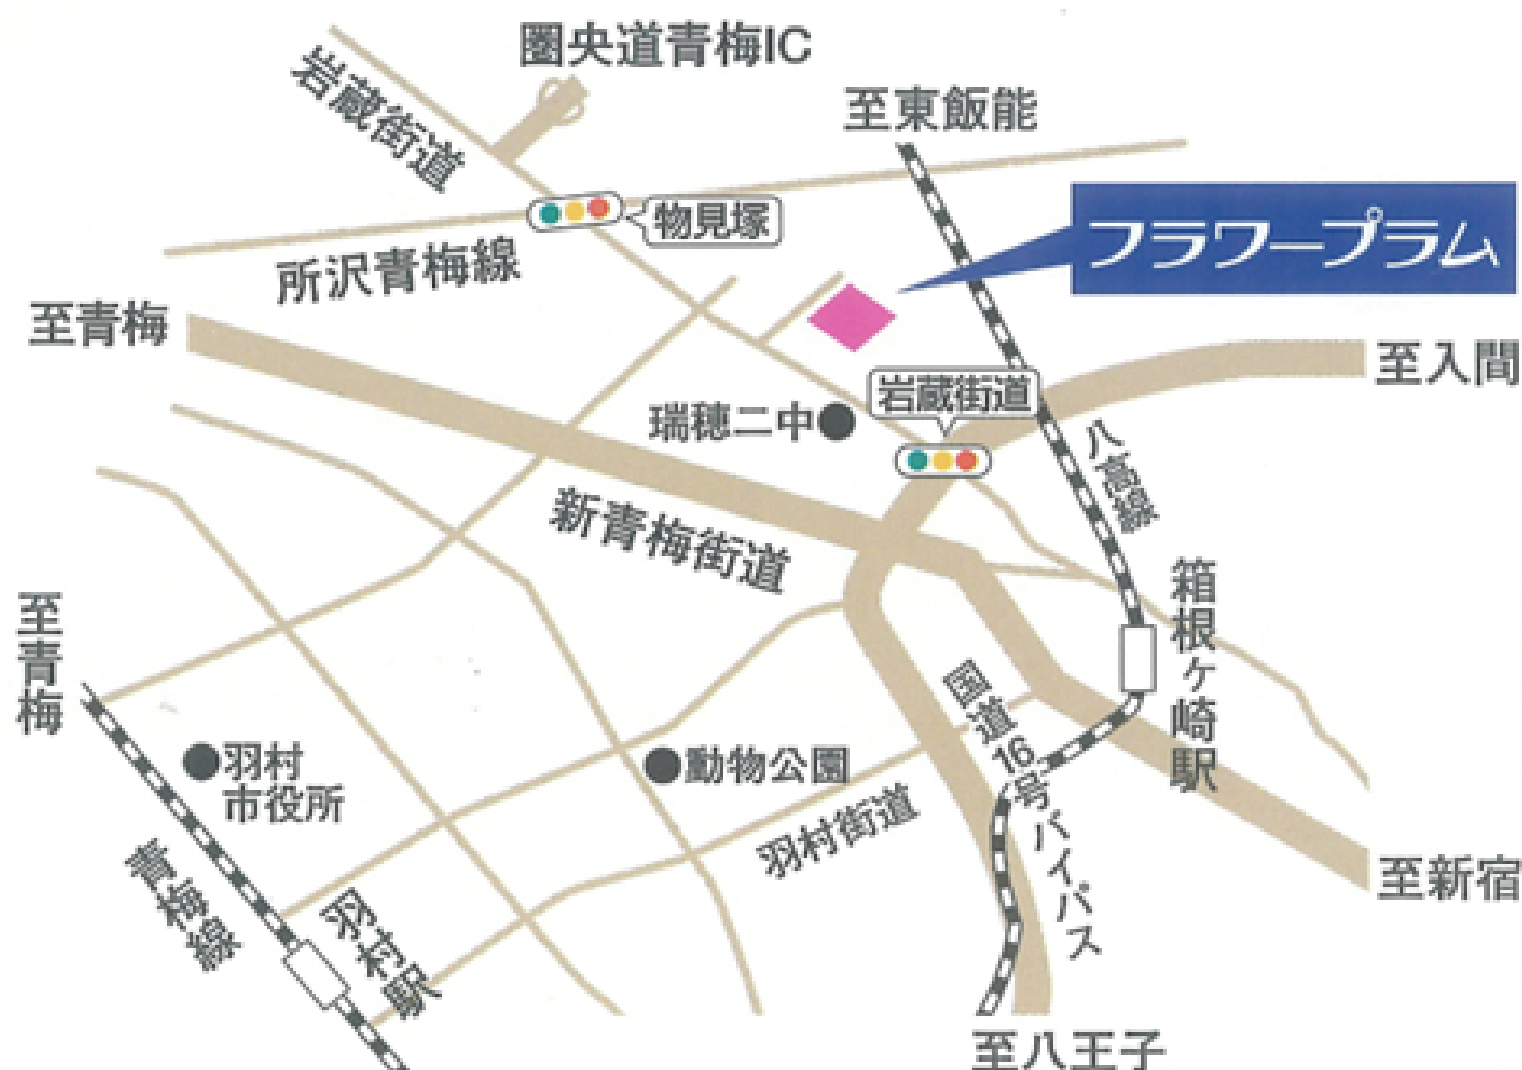 圏央道青梅IC
岩蔵街道
至東飯能
物見塚
フラワープラム
所沢青梅線
至青梅
至入間
岩蔵街道
瑞穂二中
八高線
新青梅街道
箱根ヶ崎駅
至青梅
国道16号バイパス
羽村
市役所
動物公園
羽村街道
青梅線
羽村駅
至新宿
至八王子